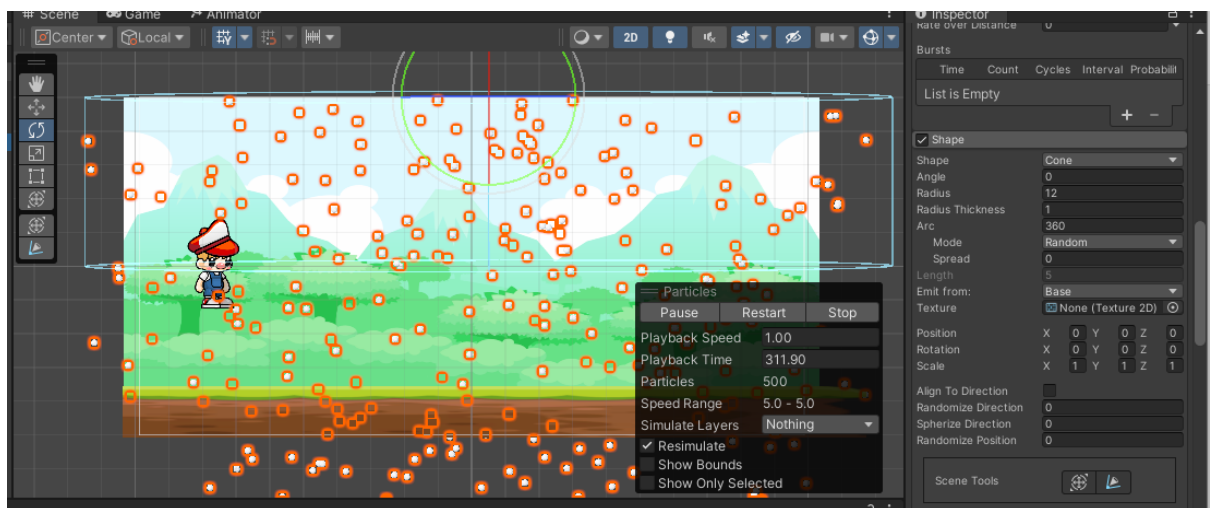 Scene Game Animator
Center Local 2D
Inspector
Rate over Distance 0
Bursts
Time Count Cycles Interval Probabilit
List is Empty
Shape
Shape Cone
Angle 0
Radius 12
Radius Thickness 1
Arc 360
Mode Random
Spread 0
Length 5
Emit from: Base
Texture None (Texture 2D)
Position X 0 Y 0 Z 0
Rotation X 0 Y 0 Z 0
Scale X 1 Y 1 Z 1
Align To Direction
Randomize Direction 0
Spherize Direction 0
Randomize Position 0
Scene Tools
Particles
Pause Restart Stop
Playback Speed 1.00
Playback Time 311.90
Particles 500
Speed Range 5.0 - 5.0
Simulate Layers Nothing
Resimulate
Show Bounds
Show Only Selected